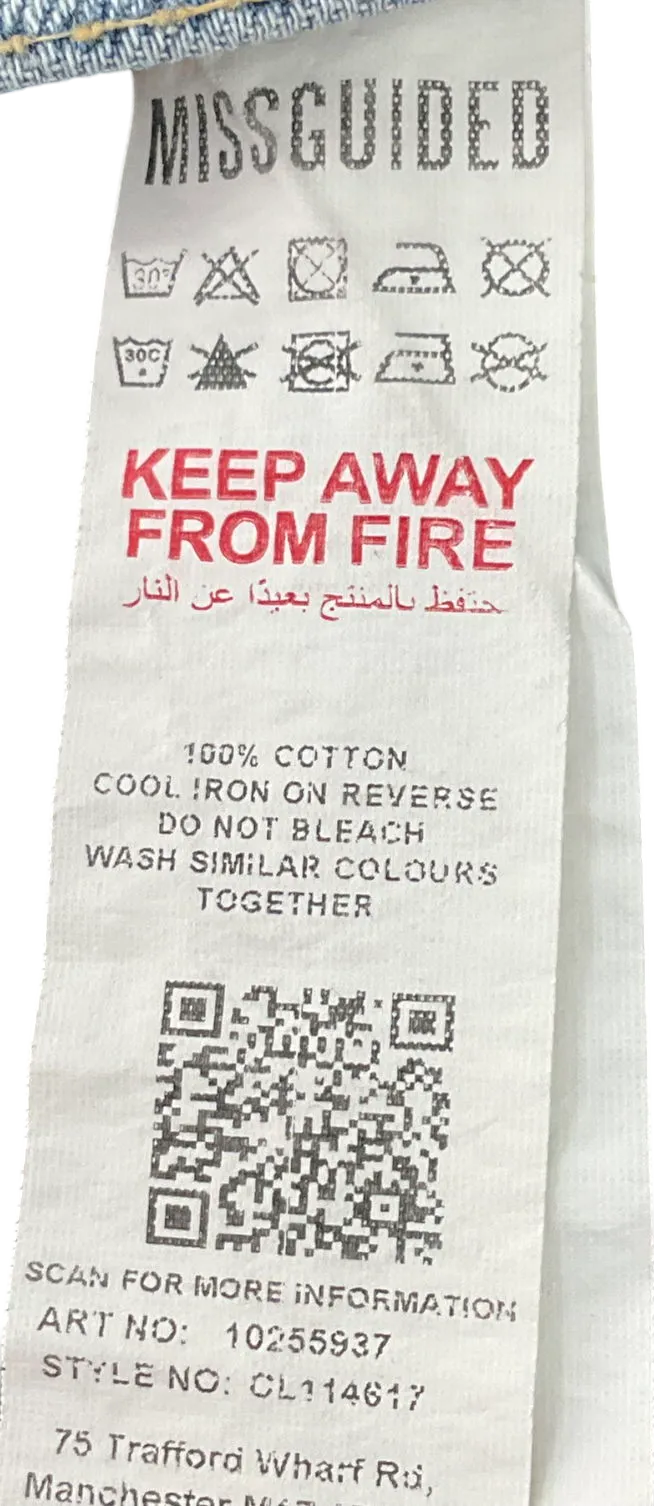 MISSGUIDED
30°
30C
KEEP AWAY
FROM FIRE
حتفظ بالمنتج بعيدًا عن النار
100% COTTON
COOL IRON ON REVERSE
DO NOT BLEACH
WASH SIMILAR COLOURS
TOGETHER
SCAN FOR MORE INFORMATION
ART NO: 10255937
STYLE NO: CL114617
75 Trafford Wharf Rd,
Manchester